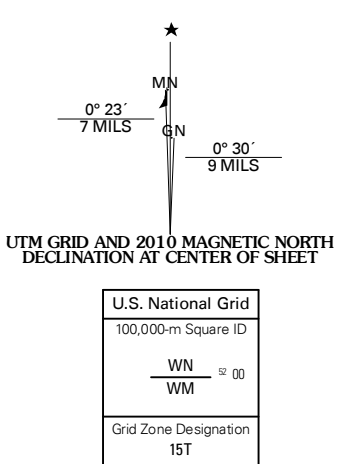 ★
MN
0° 23´
7 MILS
GN
0° 30´
9 MILS
UTM GRID AND 2010 MAGNETIC NORTH
DECLINATION AT CENTER OF SHEET
U.S. National Grid
100,000-m Square ID
WN
52 00
WM
Grid Zone Designation
15T